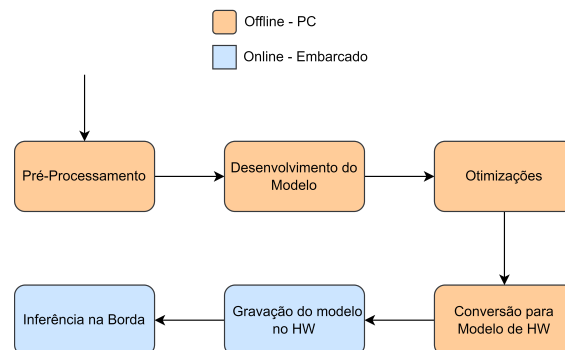 Offline - PC
Online - Embarcado
Pré-Processamento
Desenvolvimento do
Modelo
Otimizações
Inferência na Borda
Gravação do modelo
no HW
Conversão para
Modelo de HW